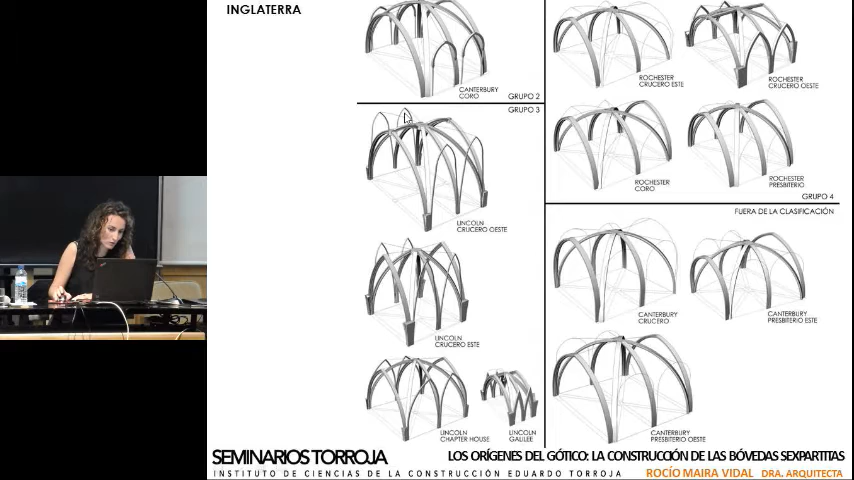 INGLATERRA
CANTERBURY
CORO
GRUPO 2
GRUPO 3
LINCOLN
CRUCERO OESTE
LINCOLN
CRUCERO ESTE
LINCOLN
CHAPTER HOUSE
LINCOLN
GALILEE
ROCHESTER
CRUCERO ESTE
ROCHESTER
CRUCERO OESTE
ROCHESTER
CORO
ROCHESTER
PRESBITERIO
GRUPO 4
FUERA DE LA CLASIFICACIÓN
CANTERBURY
CRUCERO
CANTERBURY
PRESBITERIO ESTE
CANTERBURY
PRESBITERIO OESTE
SEMINARIOS TORROJA
INSTITUTO DE CIENCIAS DE LA CONSTRUCCIÓN EDUARDO TORROJA
LOS ORÍGENES DEL GÓTICO: LA CONSTRUCCIÓN DE LAS BÓVEDAS SEXPARTITAS
ROCÍO MAIRA VIDAL DRA. ARQUITECTA